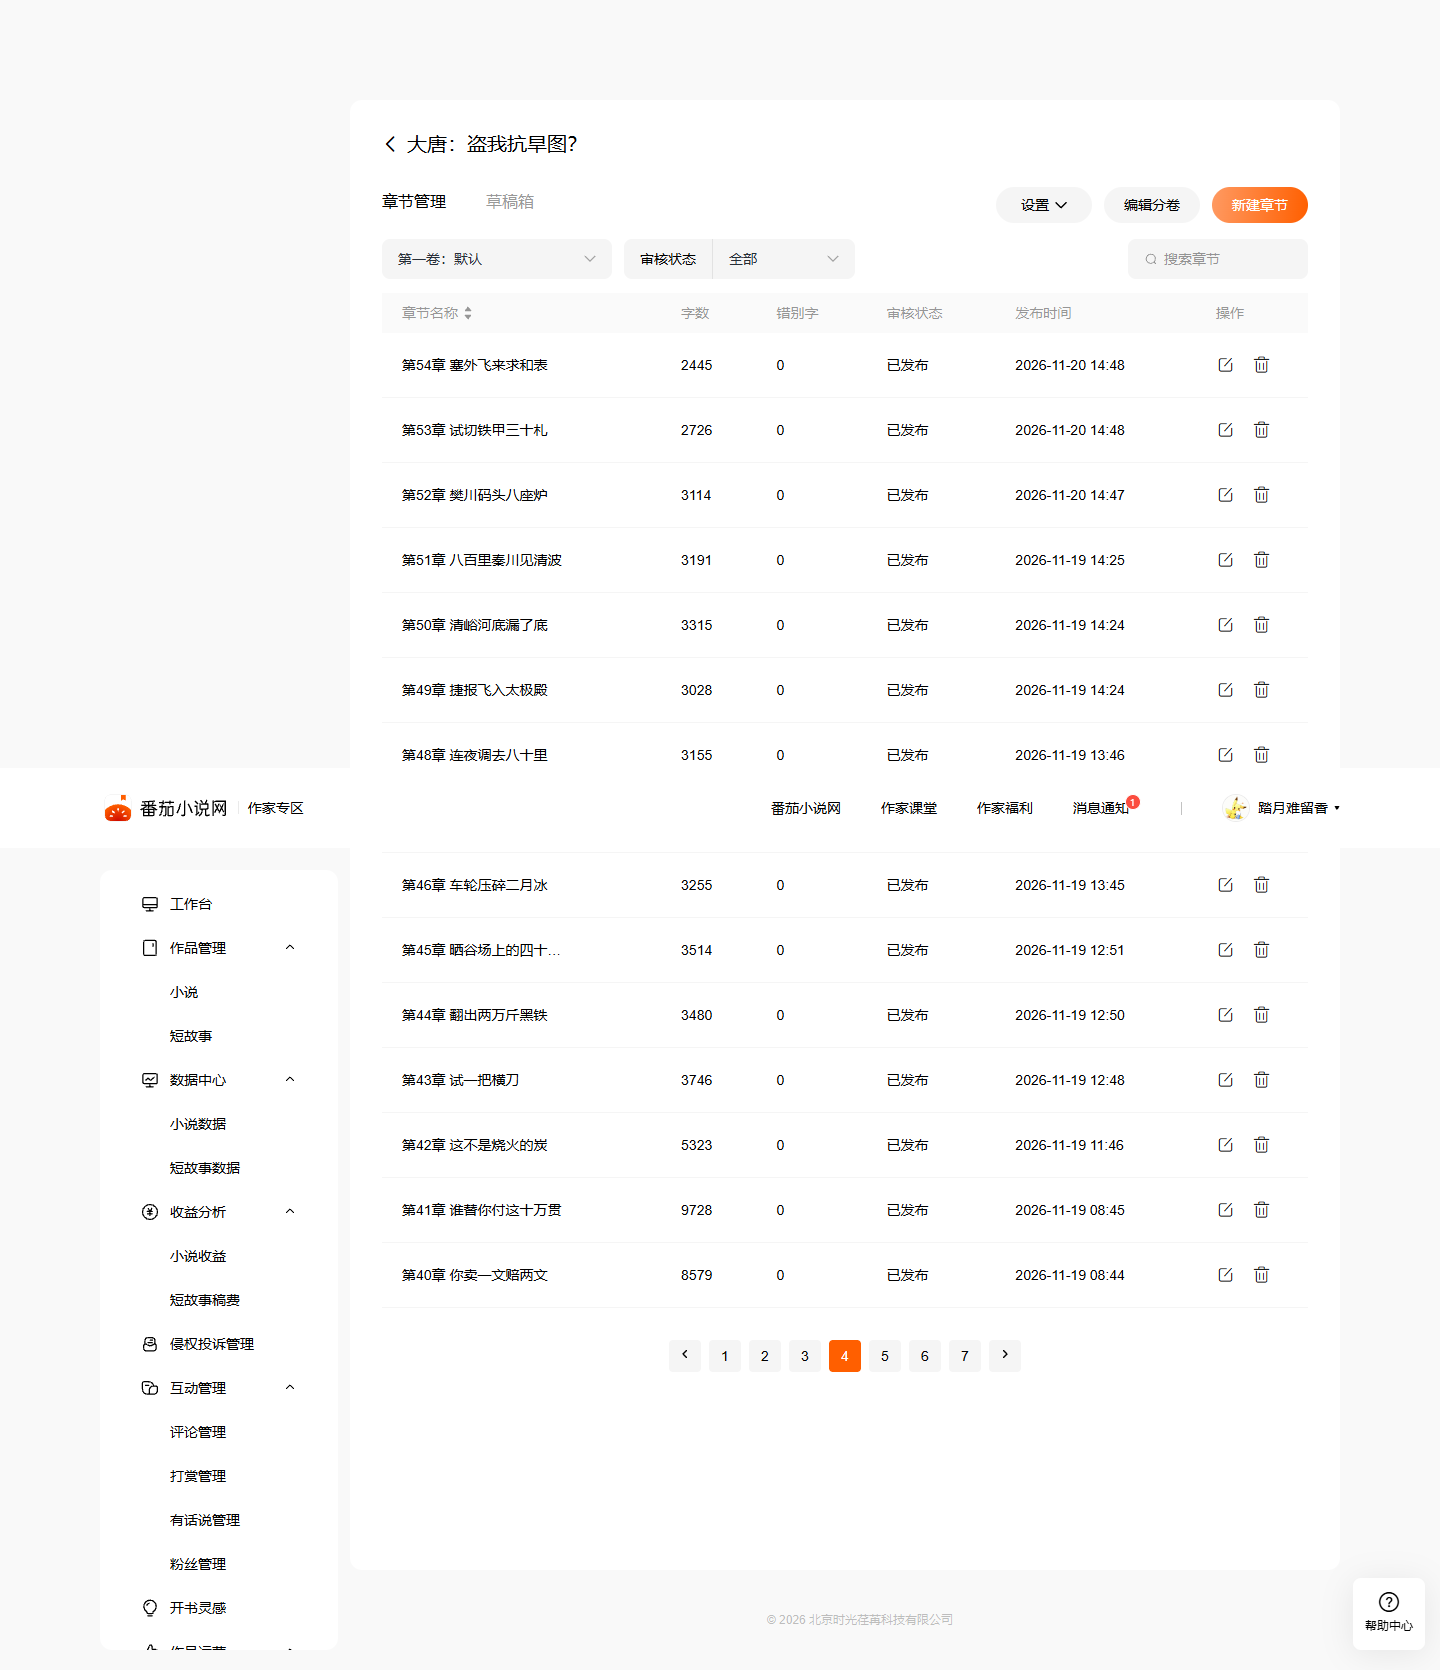 大唐：盗我抗旱图？
章节管理 草稿箱 设置 编辑分卷 新建章节
第一卷：默认 审核状态 全部 搜索章节
章节名称 字数 错别字 审核状态 发布时间 操作
第54章 塞外飞来求和表 2445 0 已发布 2026-11-20 14:48
第53章 试切铁甲三十札 2726 0 已发布 2026-11-20 14:48
第52章 樊川码头八座炉 3114 0 已发布 2026-11-20 14:47
第51章 八百里秦川见清波 3191 0 已发布 2026-11-19 14:25
第50章 清峪河底漏了底 3315 0 已发布 2026-11-19 14:24
第49章 捷报飞入太极殿 3028 0 已发布 2026-11-19 14:24
第48章 连夜调去八十里 3155 0 已发布 2026-11-19 13:46
番茄小说网 作家专区 番茄小说网 作家课堂 作家福利 消息通知 1 踏月难留香
第46章 车轮压碎二月冰 3255 0 已发布 2026-11-19 13:45
第45章 晒谷场上的四十... 3514 0 已发布 2026-11-19 12:51
第44章 翻出两万斤黑铁 3480 0 已发布 2026-11-19 12:50
第43章 试一把横刀 3746 0 已发布 2026-11-19 12:48
第42章 这不是烧火的炭 5323 0 已发布 2026-11-19 11:46
第41章 谁替你付这十万贯 9728 0 已发布 2026-11-19 08:45
第40章 你卖一文赔两文 8579 0 已发布 2026-11-19 08:44
1 2 3 4 5 6 7
工作台
作品管理
小说
短故事
数据中心
小说数据
短故事数据
收益分析
小说收益
短故事稿费
侵权投诉管理
互动管理
评论管理
打赏管理
有话说管理
粉丝管理
开书灵感
作品运营
© 2026 北京时光荏苒科技有限公司
帮助中心